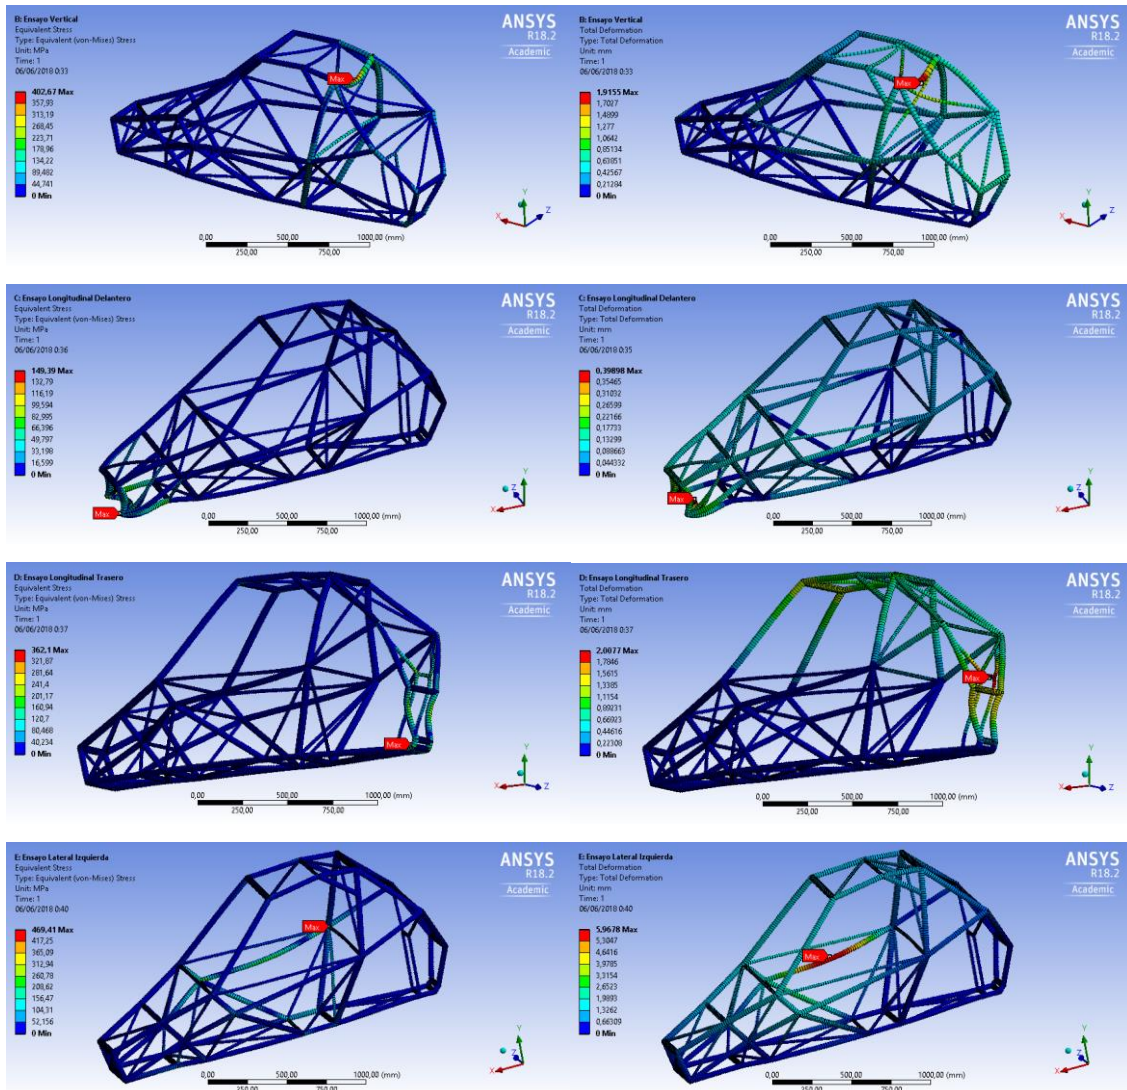 B: Ensayo Vertical
Equivalent Stress
Type: Equivalent (von-Mises) Stress
Unit: MPa
Time: 1
06/06/2018 0:33
402,67 Max
357,93
313,19
268,45
223,71
178,96
134,22
89,482
44,741
0 Min
Max
ANSYS
R18.2
Academic
Y
X
Z
0,00
500,00
1000,00 (mm)
250,00
750,00
B: Ensayo Vertical
Total Deformation
Type: Total Deformation
Unit: mm
Time: 1
06/06/2018 0:33
1,9155 Max
1,7027
1,4899
1,277
1,0642
0,85134
0,63851
0,42567
0,21284
0 Min
Max
ANSYS
R18.2
Academic
Y
X
Z
0,00
500,00
1000,00 (mm)
250,00
750,00
C: Ensayo Longitudinal Delantero
Equivalent Stress
Type: Equivalent (von-Mises) Stress
Unit: MPa
Time: 1
06/06/2018 0:36
149,39 Max
132,79
116,19
99,594
82,995
66,396
49,797
33,198
16,599
0 Min
Max
ANSYS
R18.2
Academic
Y
Z
X
0,00
500,00
1000,00 (mm)
250,00
750,00
C: Ensayo Longitudinal Delantero
Total Deformation
Type: Total Deformation
Unit: mm
Time: 1
06/06/2018 0:35
0,39898 Max
0,35465
0,31032
0,26599
0,22166
0,17733
0,13299
0,088663
0,044332
0 Min
Max
ANSYS
R18.2
Academic
Y
Z
X
0,00
500,00
1000,00 (mm)
250,00
750,00
D: Ensayo Longitudinal Trasero
Equivalent Stress
Type: Equivalent (von-Mises) Stress
Unit: MPa
Time: 1
06/06/2018 0:37
362,1 Max
321,87
281,64
241,4
201,17
160,94
120,7
80,468
40,234
0 Min
Max
ANSYS
R18.2
Academic
Y
X
Z
0,00
500,00
1000,00 (mm)
250,00
750,00
D: Ensayo Longitudinal Trasero
Total Deformation
Type: Total Deformation
Unit: mm
Time: 1
06/06/2018 0:37
2,0077 Max
1,7846
1,5615
1,3385
1,1154
0,89231
0,66923
0,44616
0,22308
0 Min
Max
ANSYS
R18.2
Academic
Y
X
Z
0,00
500,00
1000,00 (mm)
250,00
750,00
E: Ensayo Lateral Izquierda
Equivalent Stress
Type: Equivalent (von-Mises) Stress
Unit: MPa
Time: 1
06/06/2018 0:40
469,41 Max
417,25
365,09
312,94
260,78
208,62
156,47
104,31
52,156
0 Min
Max
ANSYS
R18.2
Academic
Y
Z
X
0,00
500,00
1000,00 (mm)
250,00
750,00
E: Ensayo Lateral Izquierda
Total Deformation
Type: Total Deformation
Unit: mm
Time: 1
06/06/2018 0:40
5,9678 Max
5,3047
4,6416
3,9785
3,3154
2,6523
1,9893
1,3262
0,66309
0 Min
Max
ANSYS
R18.2
Academic
Y
Z
X
0,00
500,00
1000,00 (mm)
250,00
750,00